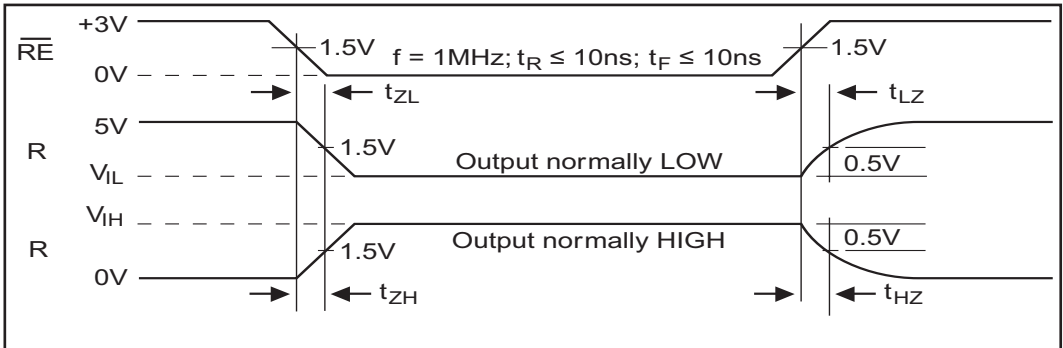 +3V
RE
1.5V
f = 1MHz; tR ≤ 10ns; tF ≤ 10ns
1.5V
0V
tZL
tLZ
5V
R
1.5V
Output normally LOW
0.5V
VIL
VIH
R
1.5V
Output normally HIGH
0.5V
0V
tZH
tHZ